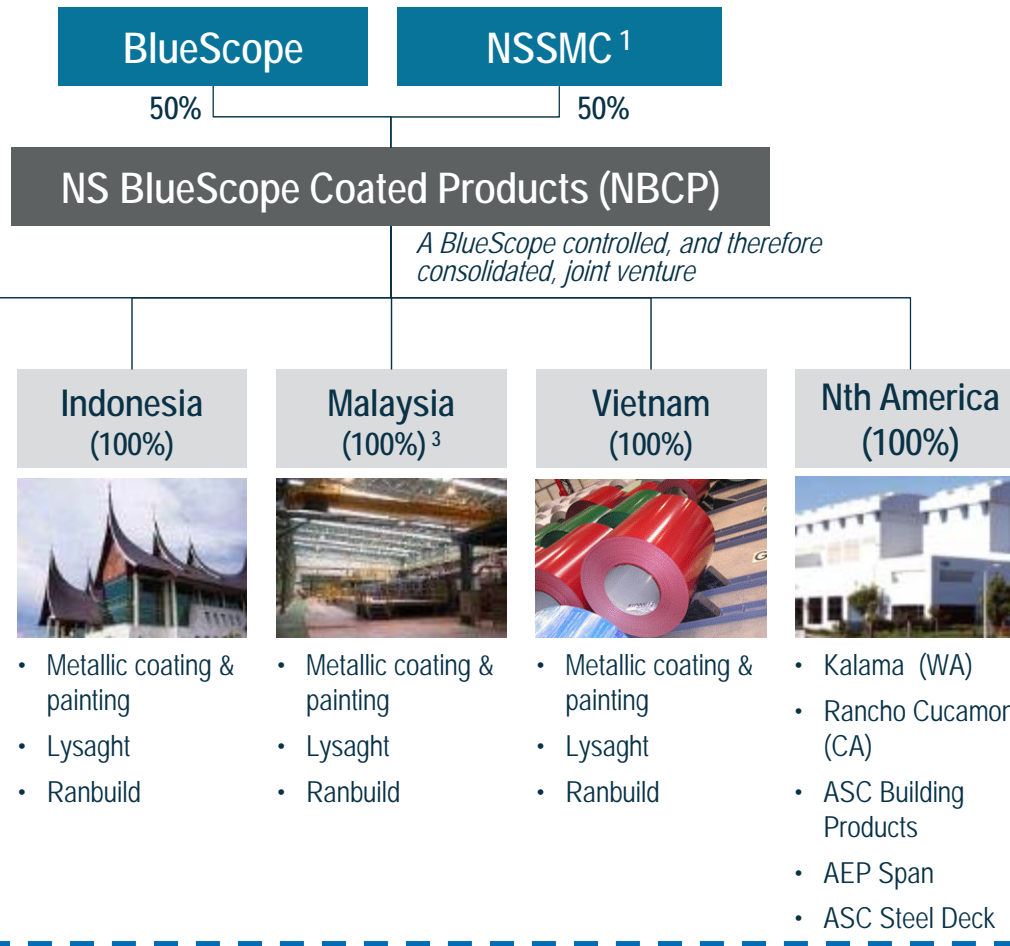 BlueScope
NSSMC 1
50%
50%
NS BlueScope Coated Products (NBCP)
A BlueScope controlled, and therefore
consolidated, joint venture
Indonesia
(100%)
Malaysia
(100%) 3
Vietnam
(100%)
Nth America
(100%)
• Metallic coating &
painting
• Lysaght
• Ranbuild
• Metallic coating &
painting
• Lysaght
• Ranbuild
• Metallic coating &
painting
• Lysaght
• Ranbuild
• Kalama (WA)
• Rancho
(CA)
• ASC Building
Products
• AEP Span
• ASC Steel Deck